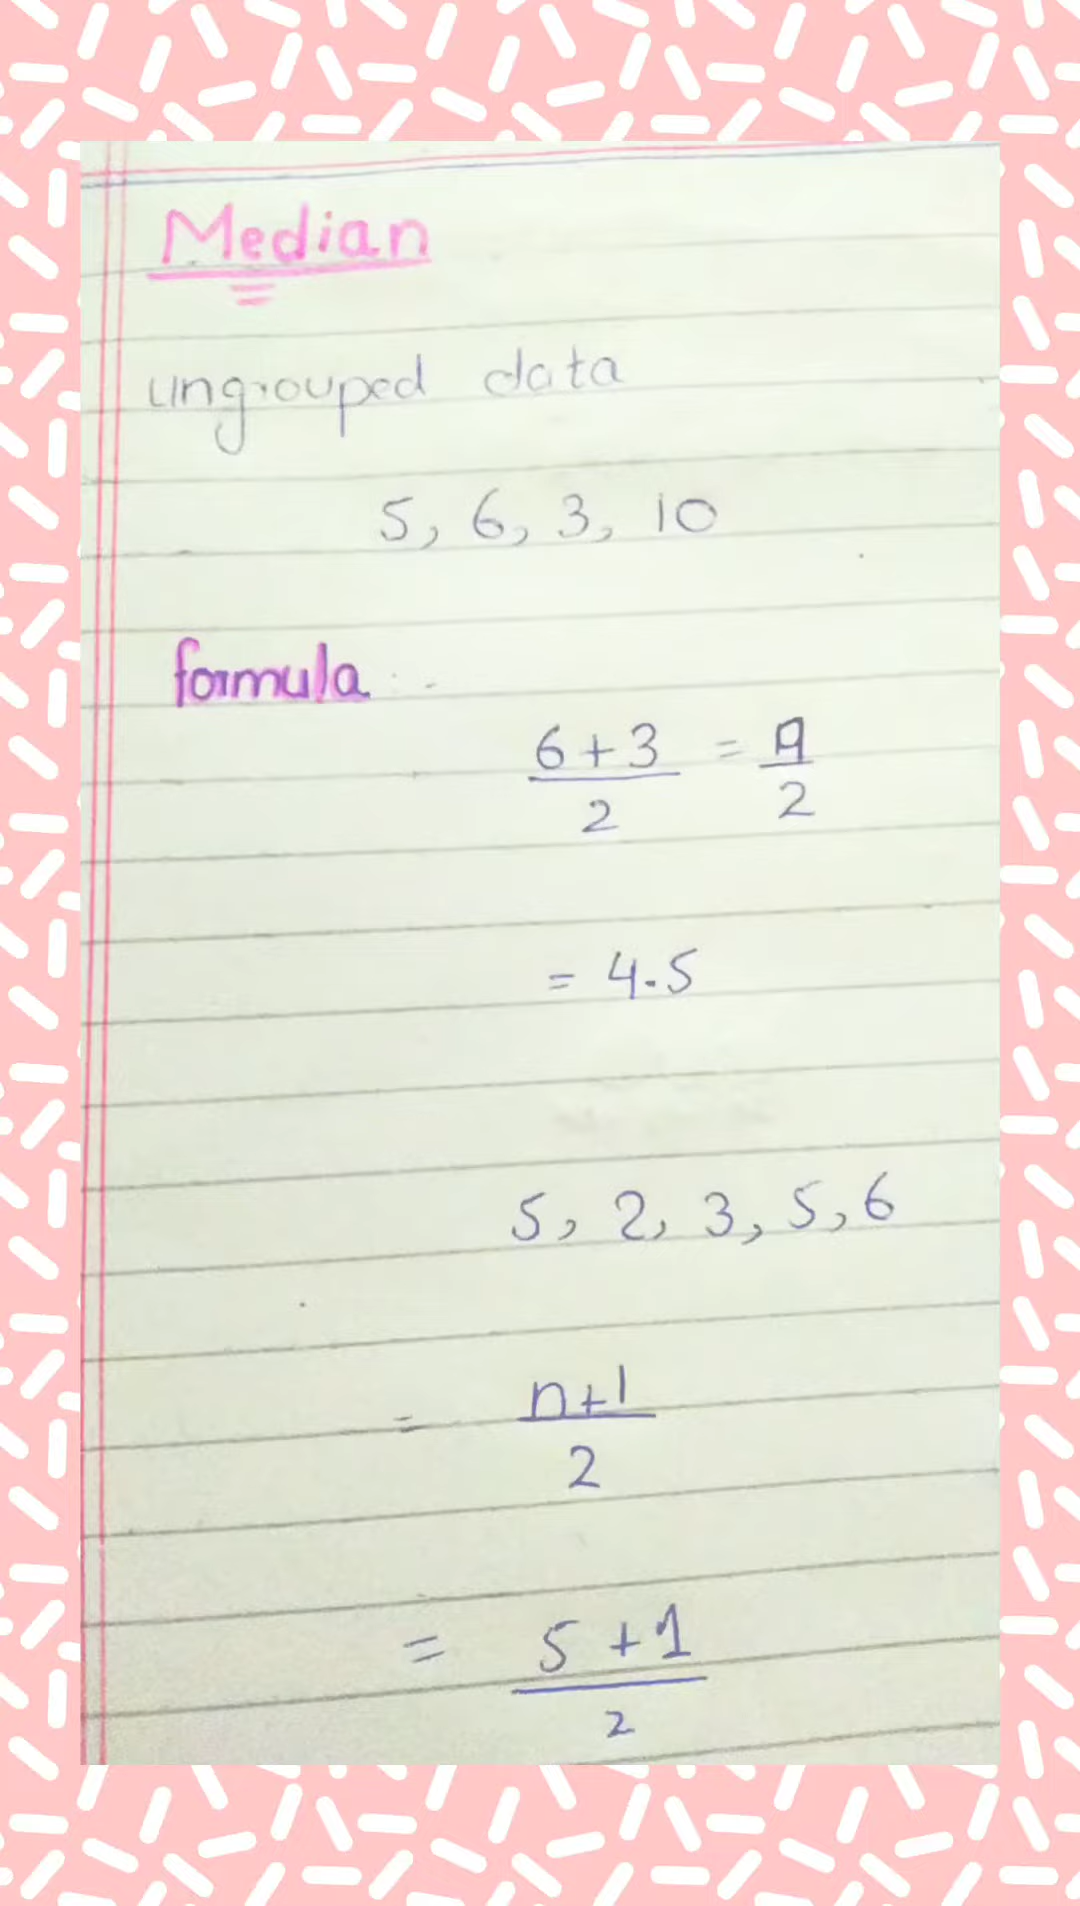 Median
ungrouped data
5, 6, 3, 10
formula
6+3 = 9
2 2
= 4.5
5, 2, 3, 5, 6
= n+1
2
= 5+1
2